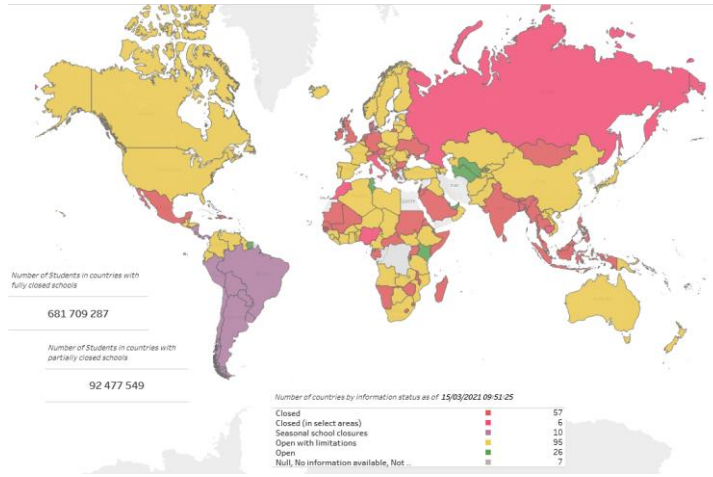 Number of Students in countries with
fully closed schools
681 709 287
Number of Students in countries with
partially closed schools
92 477 549
Number of countries by information status as of 15/03/2021 09:51:25
Closed 57
Closed (in select areas) 6
Seasonal school closures 10
Open with limitations 95
Open 26
Null, No information available, Not .. 7